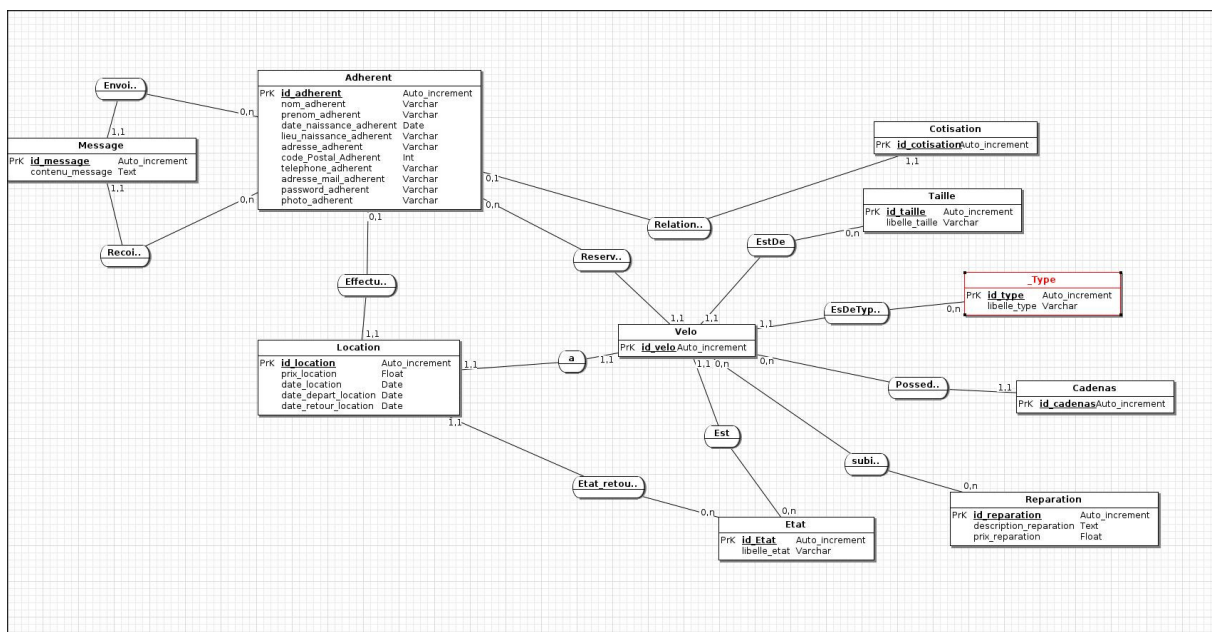 Envoi..
0,n
1,1
Message
PrK id_message Auto_increment
contenu_message Text
1,1
0,n
Recoi..
Adherent
PrK id_adherent Auto_increment
nom_adherent Varchar
prenom_adherent Varchar
date_naissance_adherent Date
lieu_naissance_adherent Varchar
adresse_adherent Varchar
code_Postal_Adherent Int
telephone_adherent Varchar
adresse_mail_adherent Varchar
password_adherent Varchar
photo_adherent Varchar
0,1
0,n
0,1
Cotisation
PrK id_cotisation Auto_increment
1,1
Relation..
Taille
PrK id_taille Auto_increment
libelle_taille Varchar
0,n
EstDe
1,1
Reserv..
1,1
Effectu..
1,1
_Type
PrK id_type Auto_increment
libelle_type Varchar
0,n
EsDeTyp..
1,1
Velo
PrK id_velo Auto_increment
1,1
a
1,1
Location
PrK id_location Auto_increment
prix_location Float
date_location Date
date_depart_location Date
date_retour_location Date
1,1
1,1
0,n
0,n
Possed..
1,1
Cadenas
PrK id_cadenas Auto_increment
Est
subi..
0,n
Reparation
PrK id_reparation Auto_increment
description_reparation Text
prix_reparation Float
Etat_retou..
0,n
0,n
Etat
PrK id_Etat Auto_increment
libelle_etat Varchar